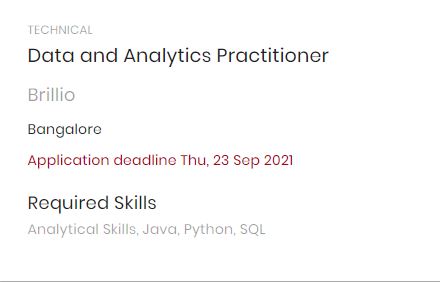 TECHNICAL
Data and Analytics Practitioner
Brillio
Bangalore
Application deadline Thu, 23 Sep 2021
Required Skills
Analytical Skills, Java, Python, SQL